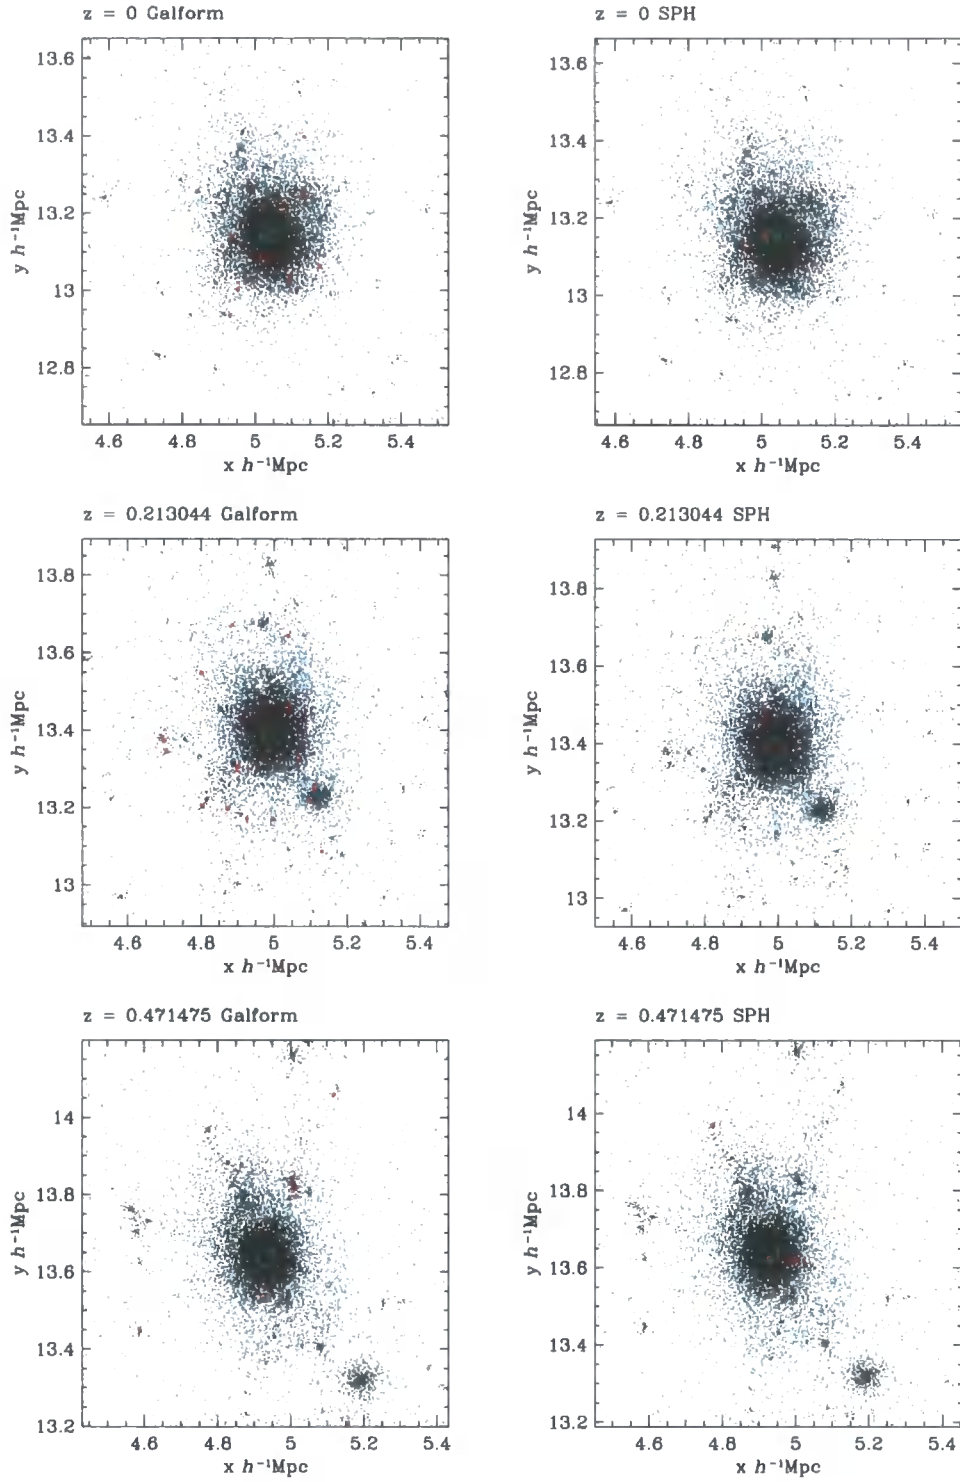 z = 0 Galform
z = 0 SPH
13.6
13.4
13.2
13
12.8
y h⁻¹Mpc
4.6 4.8 5 5.2 5.4
x h⁻¹Mpc
13.6
13.4
13.2
13
12.8
y h⁻¹Mpc
4.6 4.8 5 5.2 5.4
x h⁻¹Mpc
z = 0.213044 Galform
z = 0.213044 SPH
13.8
13.6
13.4
13.2
13
y h⁻¹Mpc
4.6 4.8 5 5.2 5.4
x h⁻¹Mpc
13.8
13.6
13.4
13.2
13
y h⁻¹Mpc
4.6 4.8 5 5.2 5.4
x h⁻¹Mpc
z = 0.471475 Galform
z = 0.471475 SPH
14
13.8
13.6
13.4
13.2
y h⁻¹Mpc
4.6 4.8 5 5.2 5.4
x h⁻¹Mpc
14
13.8
13.6
13.4
13.2
y h⁻¹Mpc
4.6 4.8 5 5.2 5.4
x h⁻¹Mpc